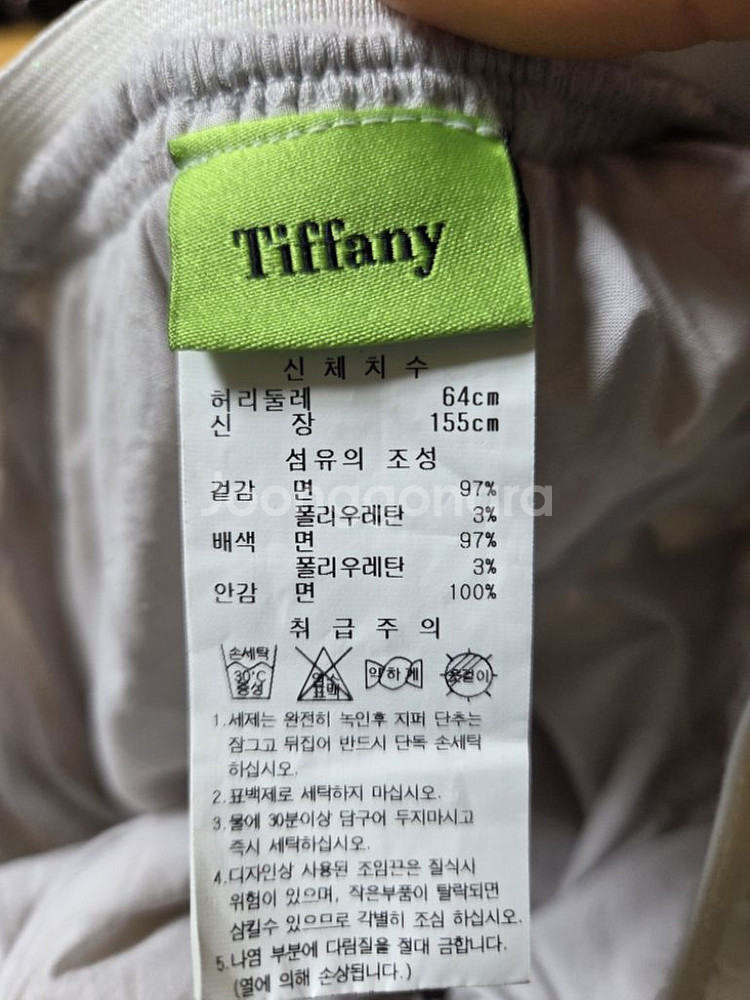 Tiffany
신 체 치 수
허리둘레 64cm
신 장 155cm
섬유의 조성
겉감 면 97%
폴리우레탄 3%
배색 면 97%
폴리우레탄 3%
안감 면 100%
Joonggonara
취 급 주 의
손세탁 30°C 중성
염소 표백
약하게
옷걸이
1.세제는 완전히 녹인후 지퍼 단추는
잠그고 뒤집어 반드시 단독 손세탁
하십시오.
2.표백제로 세탁하지 마십시오.
3.물에 30분이상 담구어 두지마시고
즉시 세탁하십시오.
4.디자인상 사용된 조임끈은 질식시
위험이 있으며, 작은부품이 탈락되면
삼킬수 있으므로 각별히 조심 하십시오.
5.나염 부분에 다림질을 절대 금합니다.
(열에 의해 손상됩니다.)